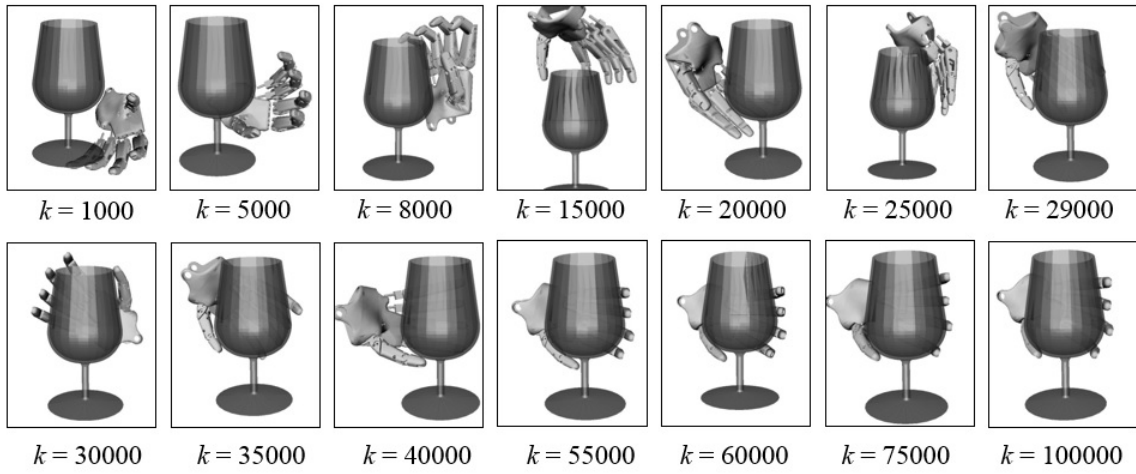 k = 1000 k = 5000 k = 8000 k = 15000 k = 20000 k = 25000 k = 29000
k = 30000 k = 35000 k = 40000 k = 55000 k = 60000 k = 75000 k = 100000